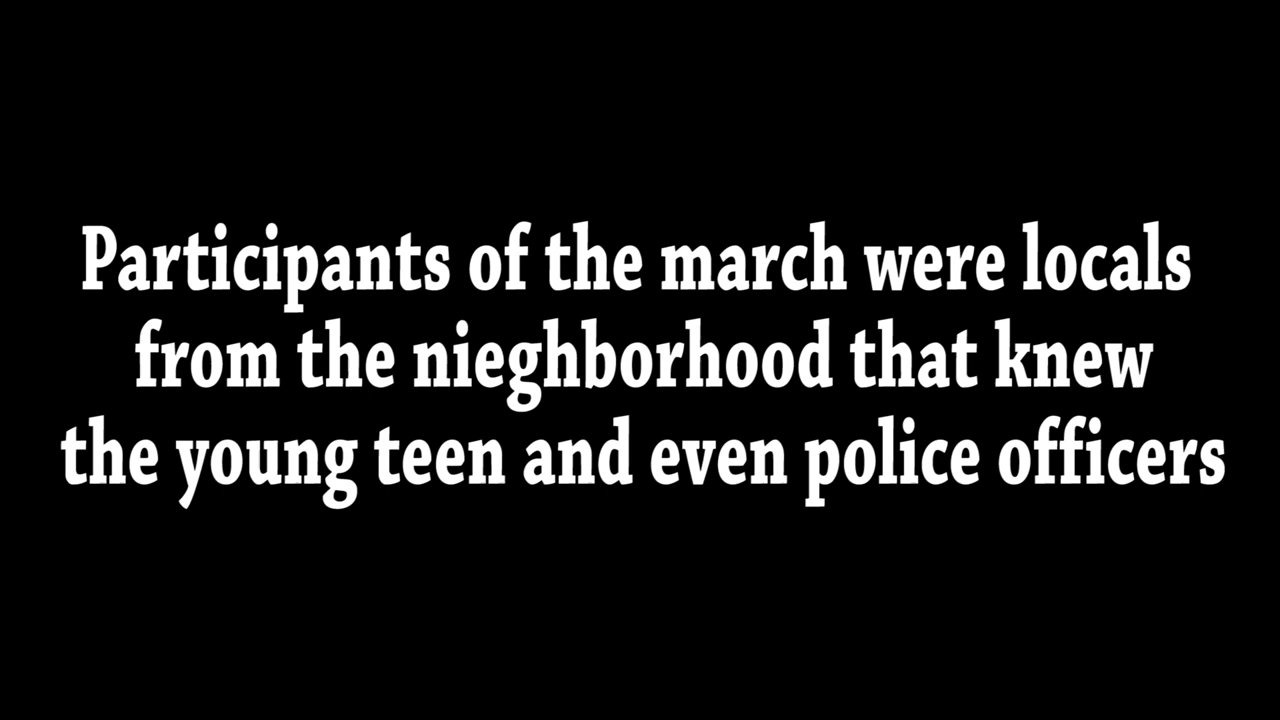 Participants of the march were locals
from the nieghborhood that knew
the young teen and even police officers